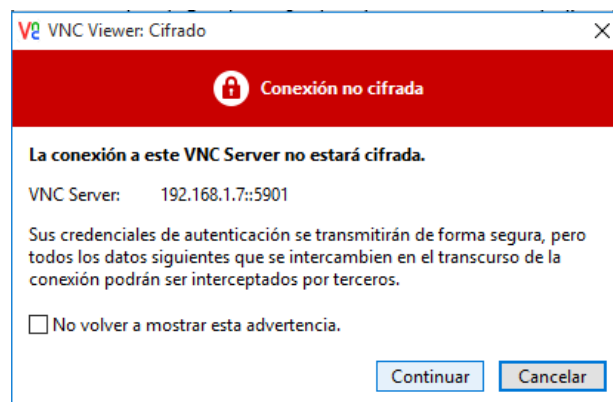 VNC Viewer: Cifrado
Conexión no cifrada
La conexión a este VNC Server no estará cifrada.
VNC Server: 192.168.1.7::5901
Sus credenciales de autenticación se transmitirán de forma segura, pero
todos los datos siguientes que se intercambien en el transcurso de la
conexión podrán ser interceptados por terceros.
No volver a mostrar esta advertencia.
Continuar Cancelar